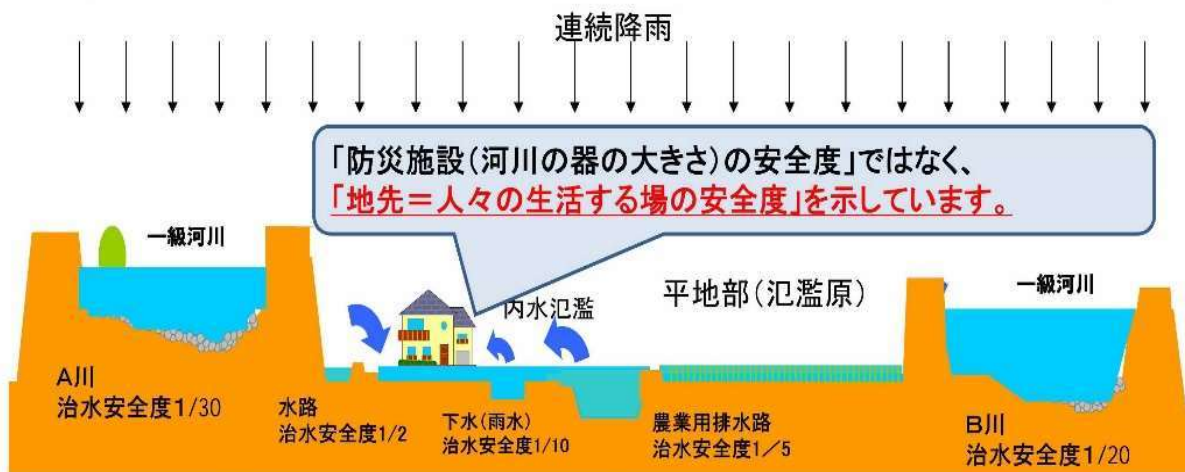 連続降雨
「防災施設(河川の器の大きさ)の安全度」ではなく、
「地先＝人々の生活する場の安全度」を示しています。
一級河川
内水氾濫
平地部(氾濫原)
一級河川
A川
治水安全度1/30
水路
治水安全度1/2
下水(雨水)
治水安全度1/10
農業用排水路
治水安全度1／5
B川
治水安全度1/20